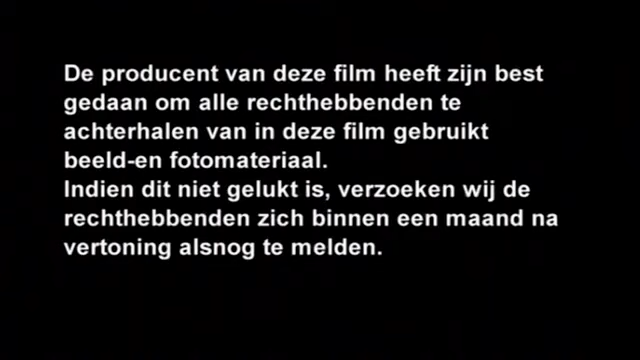 De producent van deze film heeft zijn best
gedaan om alle rechthebbenden te
achterhalen van in deze film gebruikt
beeld-en fotomateriaal.
Indien dit niet gelukt is, verzoeken wij de
rechthebbenden zich binnen een maand na
vertoning alsnog te melden.